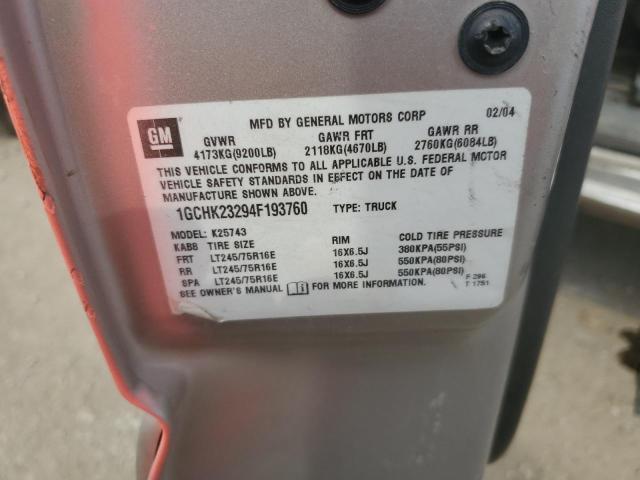 MFD BY GENERAL MOTORS CORP 02/04
GM
GVWR GAWR FRT GAWR RR
4173KG(9200LB) 2118KG(4670LB) 2760KG(6084LB)
THIS VEHICLE CONFORMS TO ALL APPLICABLE U.S. FEDERAL MOTOR
VEHICLE SAFETY STANDARDS IN EFFECT ON THE DATE OF
MANUFACTURE SHOWN ABOVE.
1GCHK23294F193760 TYPE: TRUCK
MODEL: K25743
KABB TIRE SIZE RIM COLD TIRE PRESSURE
FRT LT245/75R16E 16X6.5J 380KPA(55PSI)
RR LT245/75R16E 16X6.5J 550KPA(80PSI)
SPA LT245/75R16E 16X6.5J 550KPA(80PSI)
SEE OWNER'S MANUAL FOR MORE INFORMATION.
F 296
T 1751